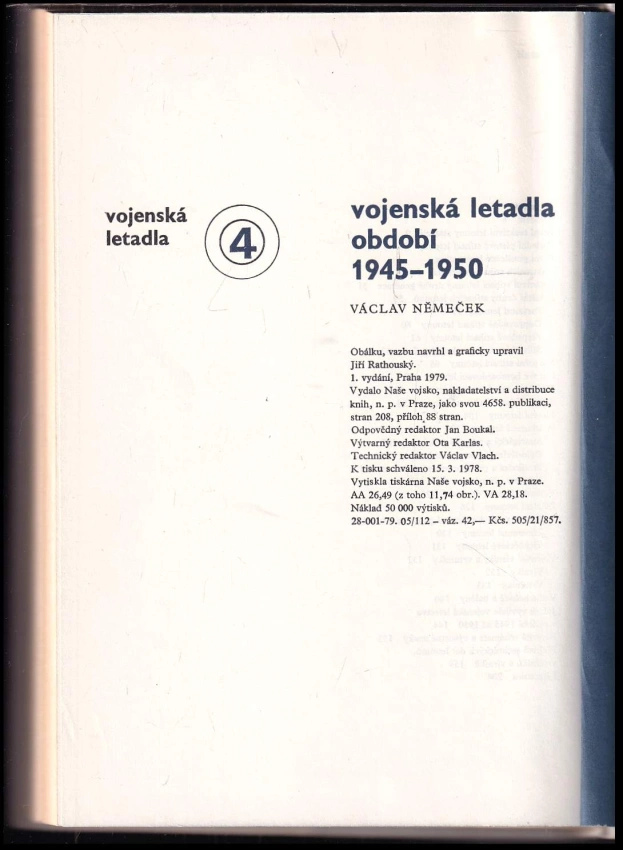 vojenská
letadla
4
vojenská letadla
období
1945–1950
VÁCLAV NĚMEČEK
Obálku, vazbu navrhl a graficky upravil
Jiří Rathouský.
1. vydání, Praha 1979.
Vydalo Naše vojsko, nakladatelství a distribuce
knih, n. p. v Praze, jako svou 4658. publikaci,
stran 208, příloh 88 stran.
Odpovědný redaktor Jan Boukal.
Výtvarný redaktor Ota Karlas.
Technický redaktor Václav Vlach.
K tisku schváleno 15. 3. 1978.
Vytiskla tiskárna Naše vojsko, n. p. v Praze.
AA 26,49 (z toho 11,74 obr.). VA 28,18.
Náklad 50 000 výtisků.
28-001-79. 05/112 – váz. 42,— Kčs. 505/21/857.